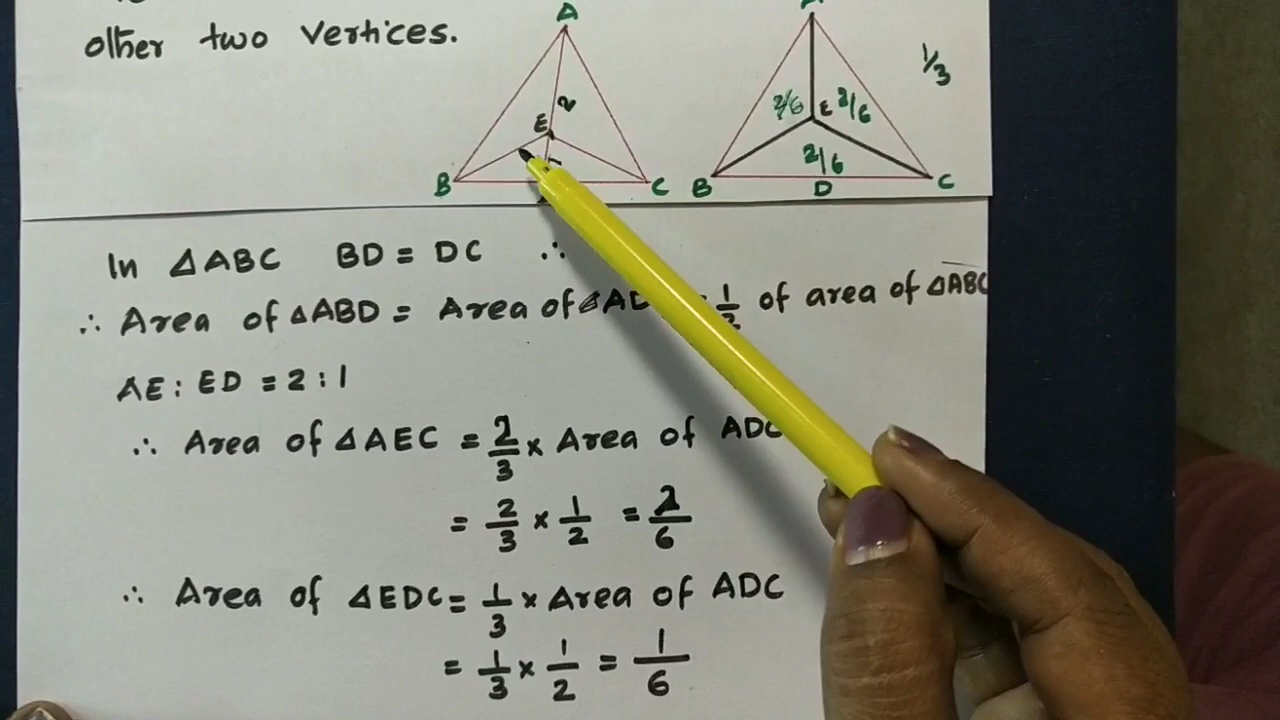 other two vertices.
A
E
2
B
C
E
2/6
2/6
2/6
B
D
C
1/3
In ΔABC BD = DC ∴
∴ Area of ΔABD = Area of ΔAD 1/2 of area of ΔABC
AE : ED = 2 : 1
∴ Area of ΔAEC = 2/3 × Area of ADC
= 2/3 × 1/2 = 2/6
∴ Area of ΔEDC = 1/3 × Area of ADC
= 1/3 × 1/2 = 1/6